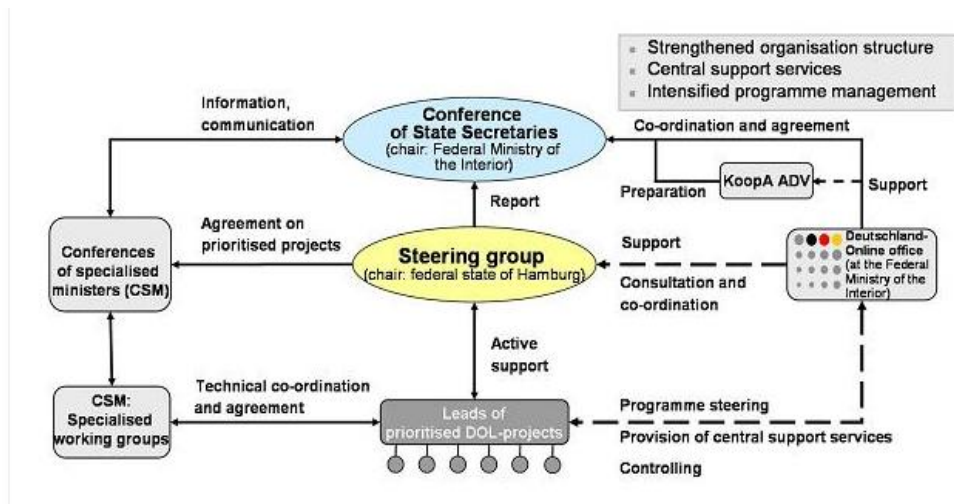 Strengthened organisation structure
Central support services
Intensified programme management
Information,
communication
Conference
of State Secretaries
(chair: Federal Ministry of
the Interior)
Co-ordination and agreement
KoopA ADV
Preparation
Support
Report
Agreement on
prioritised projects
Conferences
of specialised
ministers (CSM)
Steering group
(chair: federal state of Hamburg)
Support
Consultation and
co-ordination
Deutschland-
Online office
(at the Federal
Ministry of the
Interior)
Active
support
Technical co-ordination
and agreement
CSM:
Specialised
working groups
Leads of
prioritised DOL-projects
Programme steering
Provision of central support services
Controlling